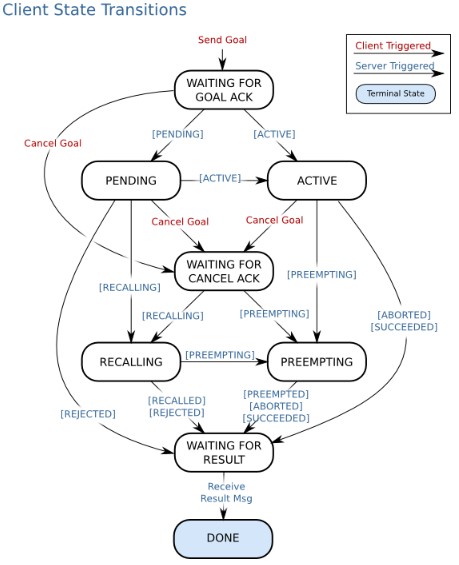 Client State Transitions
Send Goal
Client Triggered
Server Triggered
Terminal State
WAITING FOR
GOAL ACK
[PENDING]
[ACTIVE]
Cancel Goal
PENDING
[ACTIVE]
ACTIVE
Cancel Goal
Cancel Goal
WAITING FOR
CANCEL ACK
[PREEMPTING]
[RECALLING]
[RECALLING]
[PREEMPTING]
[ABORTED]
[SUCCEEDED]
RECALLING
[PREEMPTING]
PREEMPTING
[RECALLED]
[REJECTED]
[PREEMPTED]
[ABORTED]
[SUCCEEDED]
[REJECTED]
WAITING FOR
RESULT
Receive
Result Msg
DONE